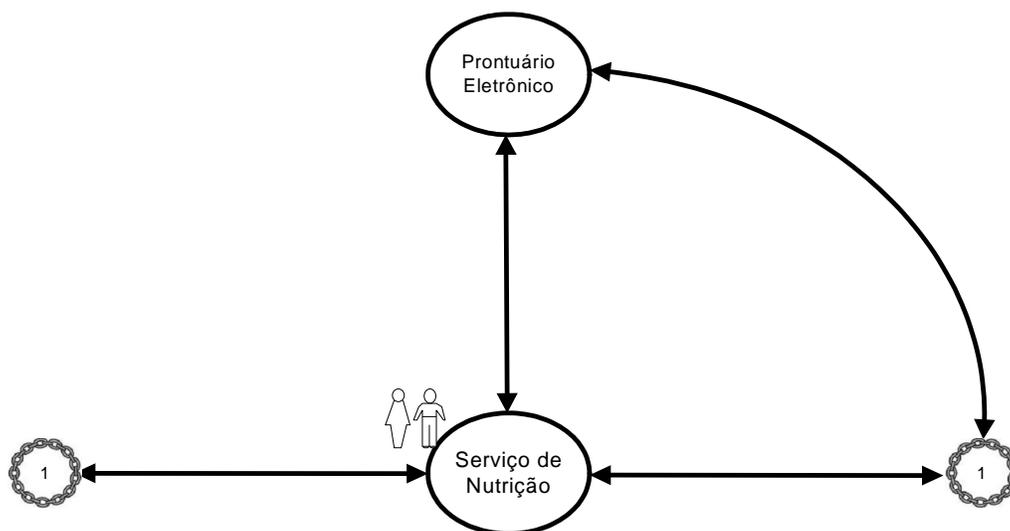 Prontuário
Eletrônico
Serviço de
Nutrição
1
1